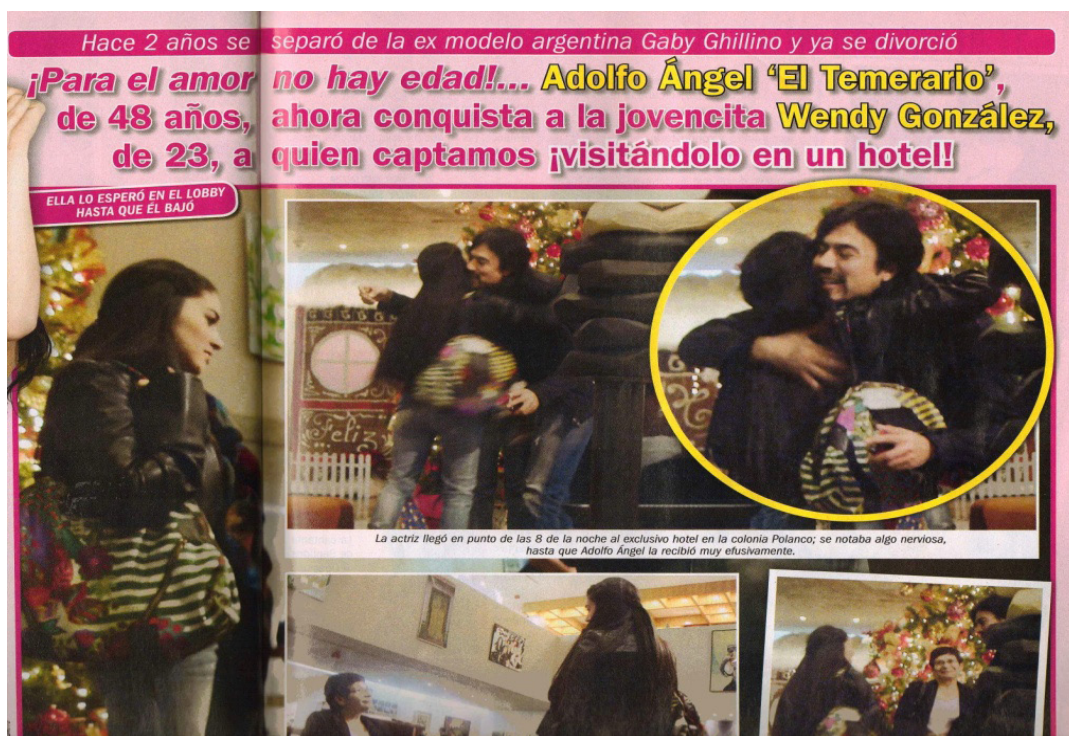 Hace 2 años se separó de la ex modelo argentina Gaby Ghillino y ya se divorció
¡Para el amor no hay edad!... Adolfo Ángel ‘El Temerario’,
de 48 años, ahora conquista a la jovencita Wendy González,
de 23, a quien captamos ¡visitándolo en un hotel!
ELLA LO ESPERÓ EN EL LOBBY
HASTA QUE ÉL BAJÓ
Feliz
La actriz llegó en punto de las 8 de la noche al exclusivo hotel en la colonia Polanco; se notaba algo nerviosa,
hasta que Adolfo Ángel la recibió muy efusivamente.